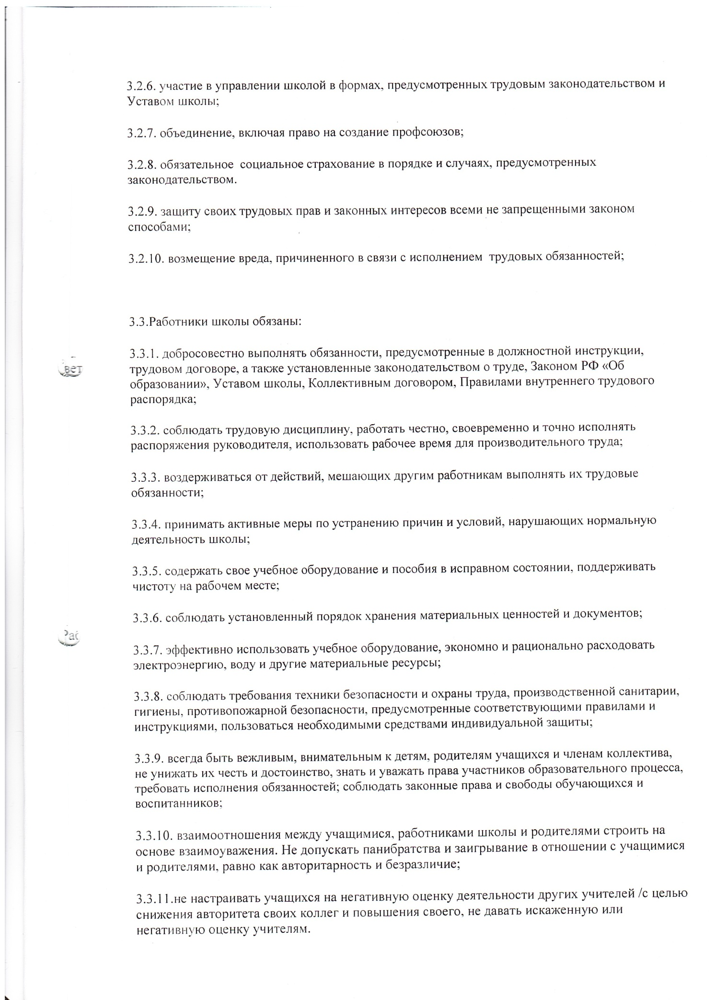 3.2.6. участие в управлении школой в формах, предусмотренных трудовым законодательством и
Уставом школы;
3.2.7. объединение, включая право на создание профсоюзов;
3.2.8. обязательное  социальное страхование в порядке и случаях, предусмотренных
законодательством.
3.2.9. защиту своих трудовых прав и законных интересов всеми не запрещенными законом
способами;
3.2.10. возмещение вреда, причиненного в связи с исполнением  трудовых обязанностей;
3.3.Работники школы обязаны:
3.3.1. добросовестно выполнять обязанности, предусмотренные в должностной инструкции,
трудовом договоре, а также установленные законодательством о труде, Законом РФ «Об
образовании», Уставом школы, Коллективным договором, Правилами внутреннего трудового
распорядка;
вет
3.3.2. соблюдать трудовую дисциплину, работать честно, своевременно и точно исполнять
распоряжения руководителя, использовать рабочее время для производительного труда;
3.3.3. воздерживаться от действий, мешающих другим работникам выполнять их трудовые
обязанности;
3.3.4. принимать активные меры по устранению причин и условий, нарушающих нормальную
деятельность школы;
3.3.5. содержать свое учебное оборудование и пособия в исправном состоянии, поддерживать
чистоту на рабочем месте;
3.3.6. соблюдать установленный порядок хранения материальных ценностей и документов;
3.3.7. эффективно использовать учебное оборудование, экономно и рационально расходовать
электроэнергию, воду и другие материальные ресурсы;
3.3.8. соблюдать требования техники безопасности и охраны труда, производственной санитарии,
гигиены, противопожарной безопасности, предусмотренные соответствующими правилами и
инструкциями, пользоваться необходимыми средствами индивидуальной защиты;
3.3.9. всегда быть вежливым, внимательным к детям, родителям учащихся и членам коллектива,
не унижать их честь и достоинство, знать и уважать права участников образовательного процесса,
требовать исполнения обязанностей; соблюдать законные права и свободы обучающихся и
воспитанников;
3.3.10. взаимоотношения между учащимися, работниками школы и родителями строить на
основе взаимоуважения. Не допускать панибратства и заигрывание в отношении с учащимися
и родителями, равно как авторитарность и безразличие;
3.3.11.не настраивать учащихся на негативную оценку деятельности других учителей /с целью
снижения авторитета своих коллег и повышения своего, не давать искаженную или
негативную оценку учителям.